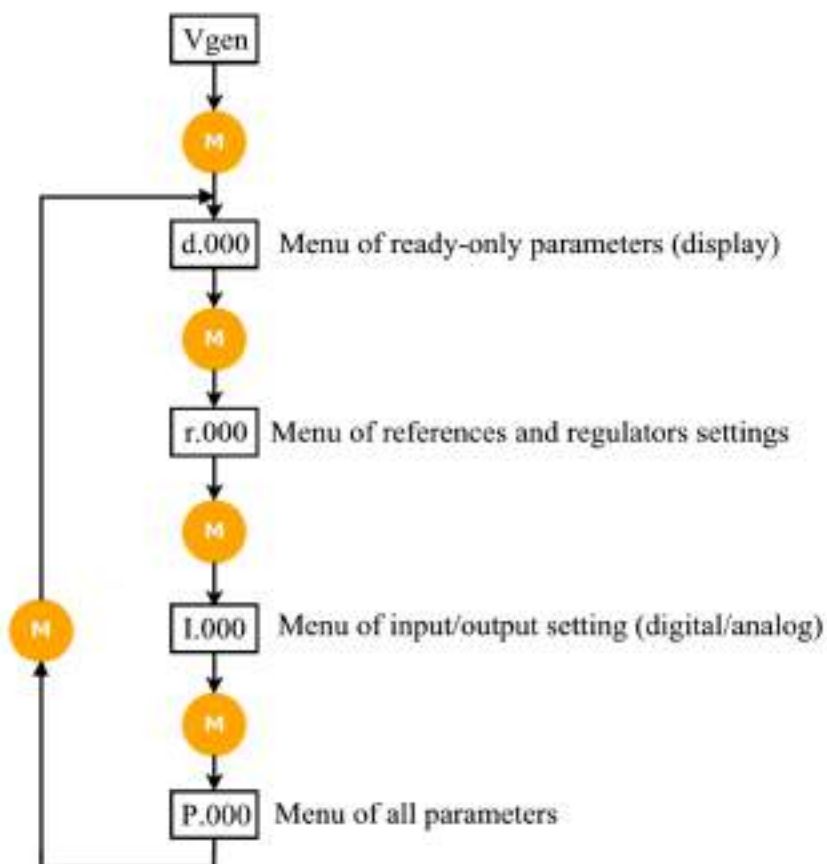 Vgen
M
d.000 Menu of ready-only parameters (display)
M
r.000 Menu of references and regulators settings
M
M
I.000 Menu of input/output setting (digital/analog)
M
P.000 Menu of all parameters